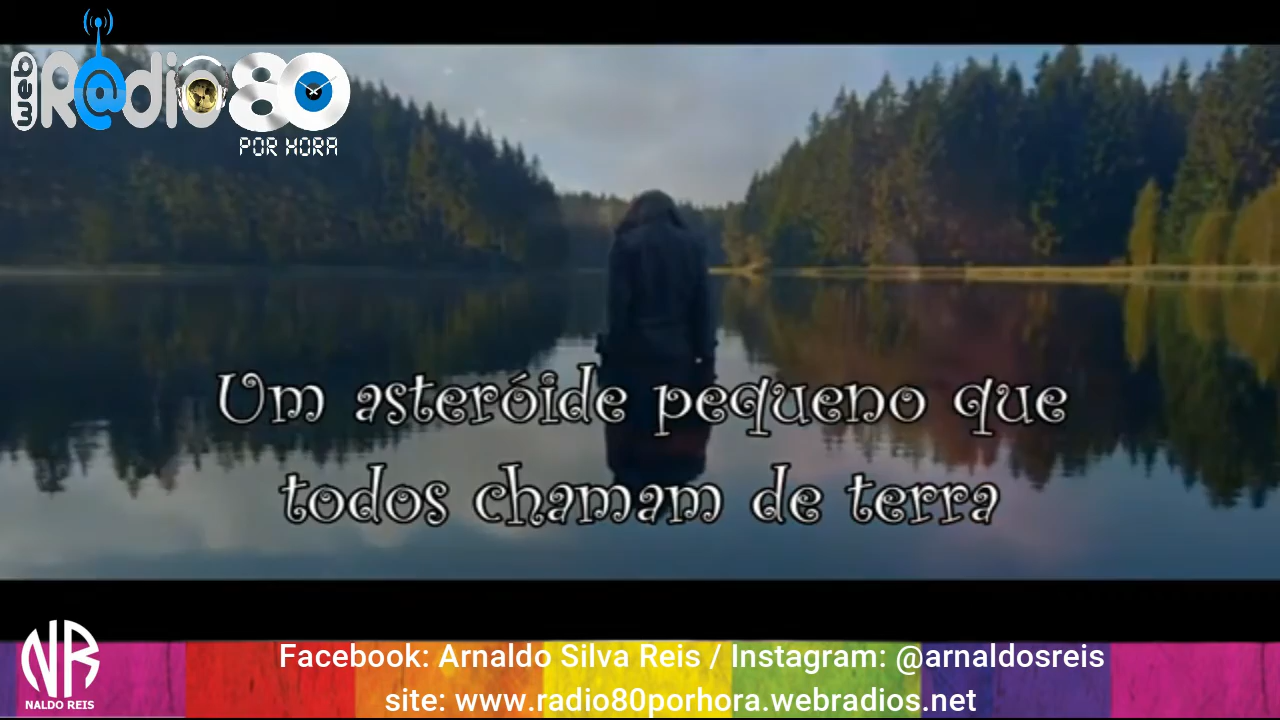 web
R@dio 80
POR HORA
Um asteróide pequeno que
todos chamam de terra
NR
NALDO REIS
Facebook: Arnaldo Silva Reis / Instagram: @arnaldosreis
site: www.radio80porhora.webradios.net